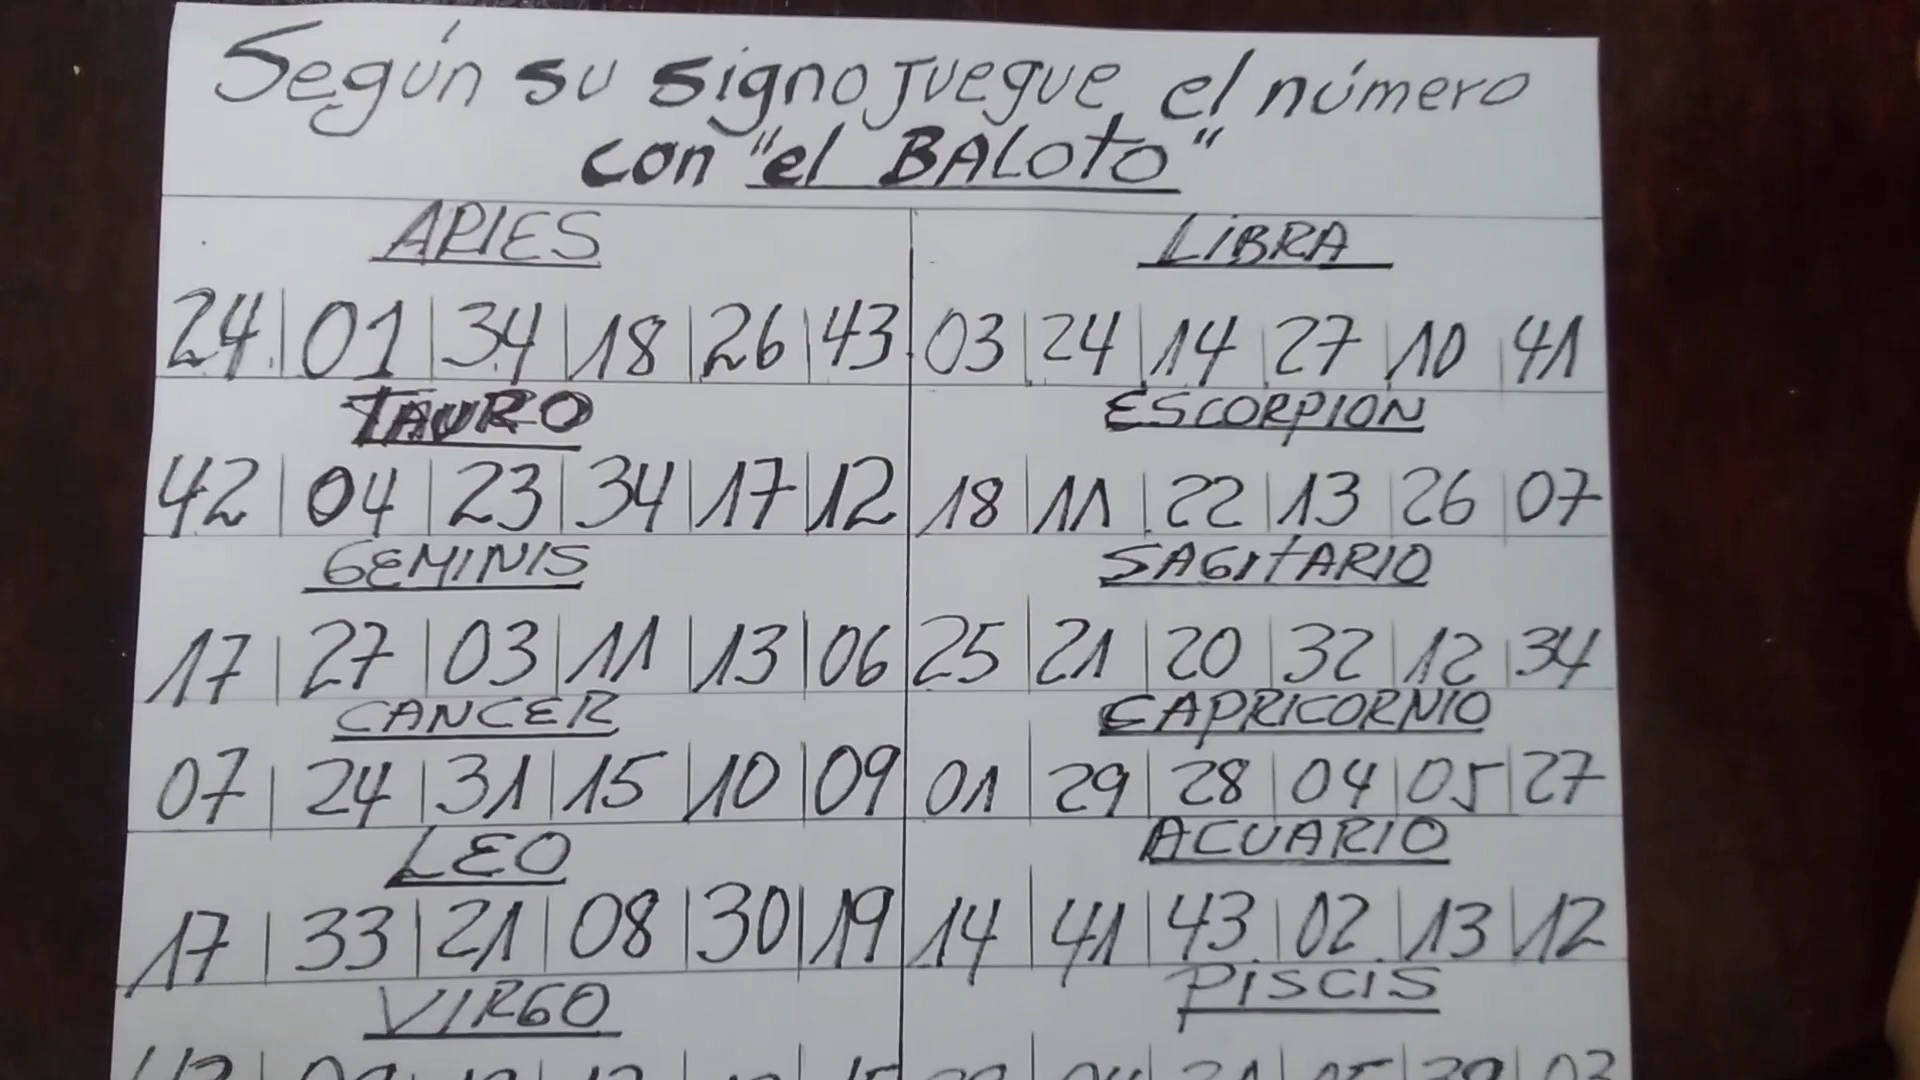 Según su signo juegue el número
con "el BALOTO"
ARIES
24 01 34 18 26 43
TAURO
42 04 23 34 17 12
GEMINIS
17 27 03 11 13 06
CANCER
07 24 31 15 10 09
LEO
17 33 21 08 30 19
VIRGO
LIBRA
03 24 14 27 10 41
ESCORPION
18 11 22 13 26 07
SAGITARIO
25 21 20 32 12 34
CAPRICORNIO
01 29 28 04 05 27
ACUARIO
14 41 43 02 13 12
PISCIS